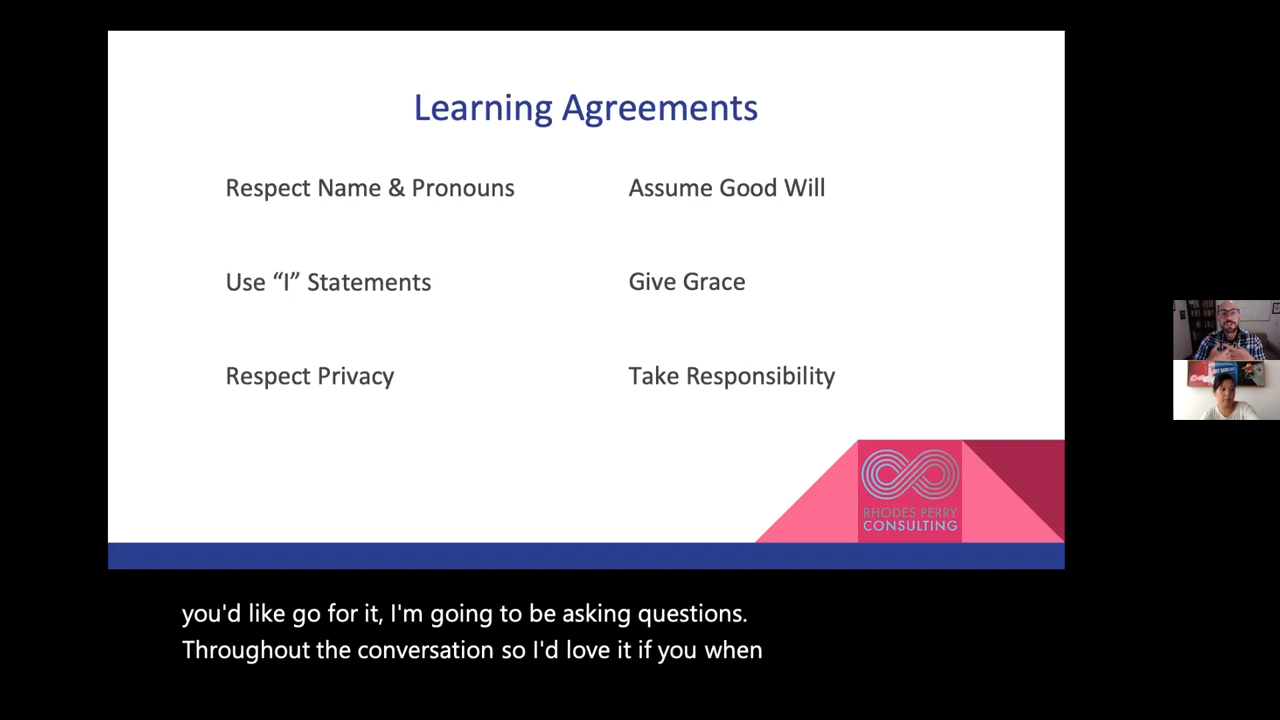 Learning Agreements
Respect Name & Pronouns
Assume Good Will
Use “I” Statements
Give Grace
Respect Privacy
Take Responsibility
RHODES PERRY
CONSULTING
you'd like go for it, I'm going to be asking questions.
Throughout the conversation so I'd love it if you when